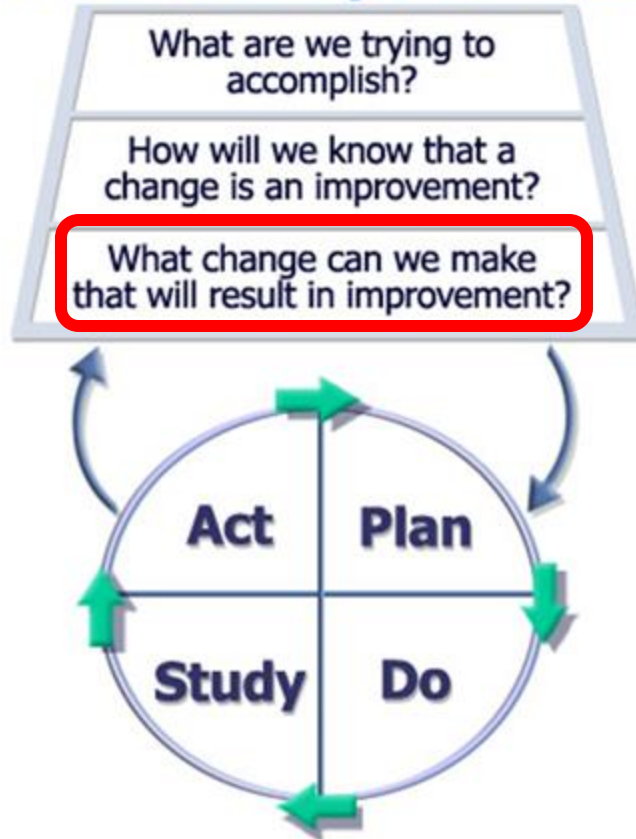 What are we trying to
accomplish?
How will we know that a
change is an improvement?
What change can we make
that will result in improvement?
Act
Plan
Study
Do